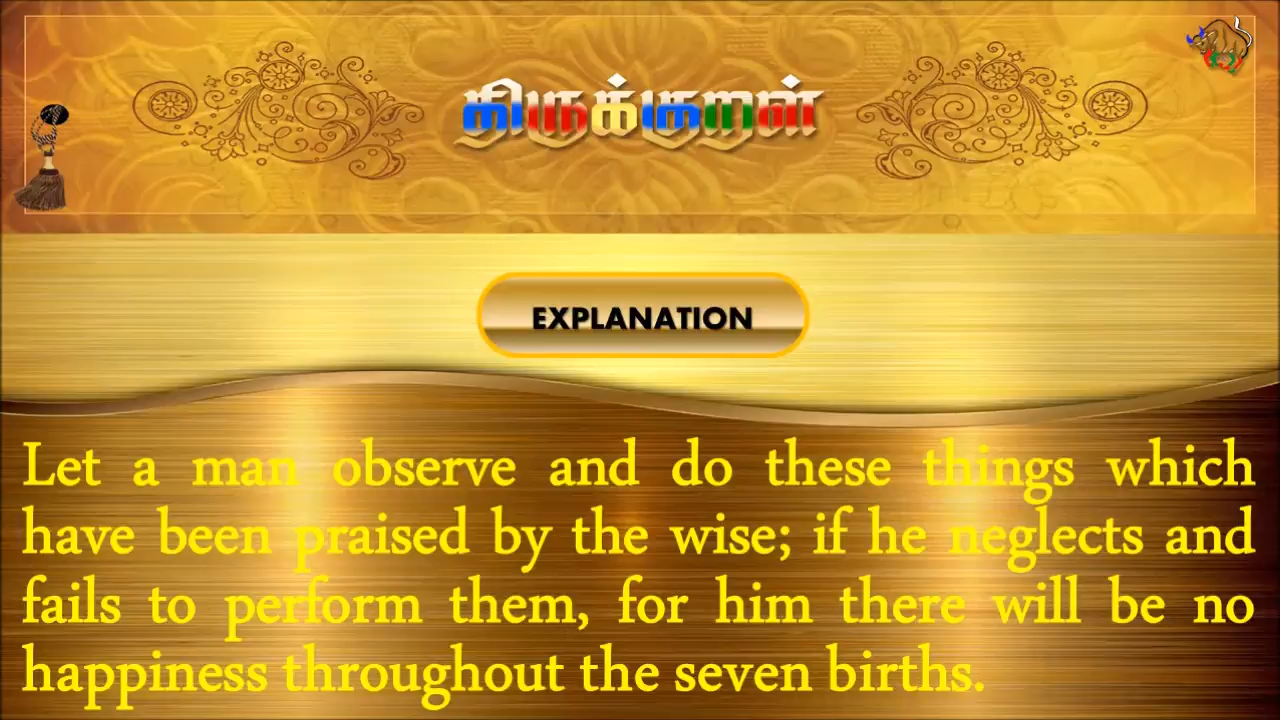 திருக்குறள்
EXPLANATION
Let a man observe and do these things which
have been praised by the wise; if he neglects and
fails to perform them, for him there will be no
happiness throughout the seven births.